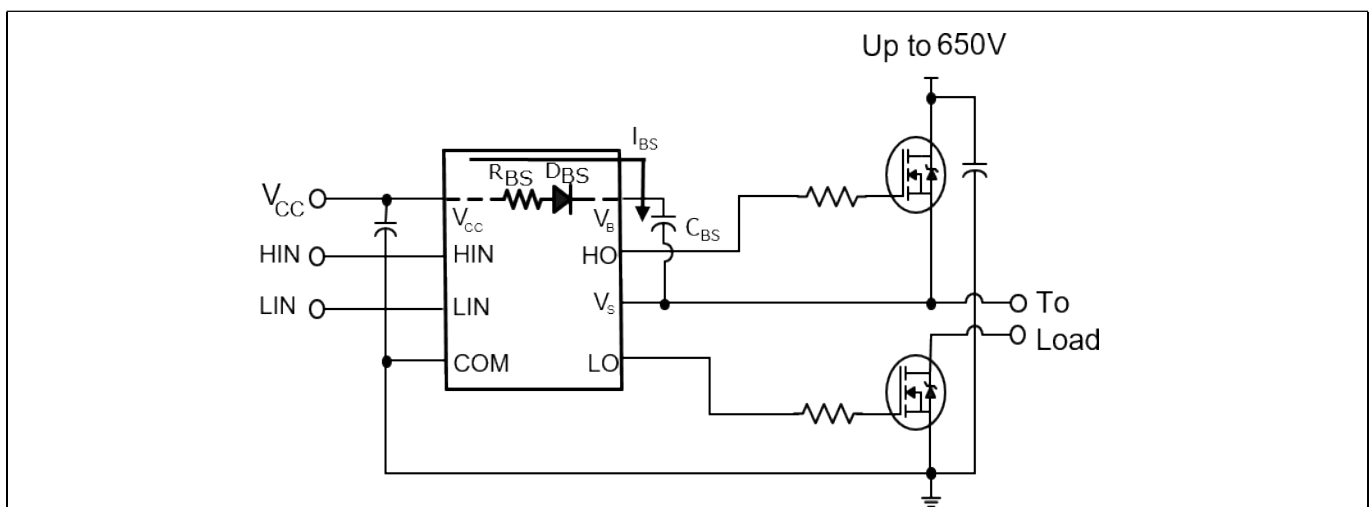 Up to 650V
I_BS
R_BS D_BS
V_CC
V_CC
V_B
C_BS
HIN
HIN
HO
LIN
LIN
V_S
To
Load
COM
LO